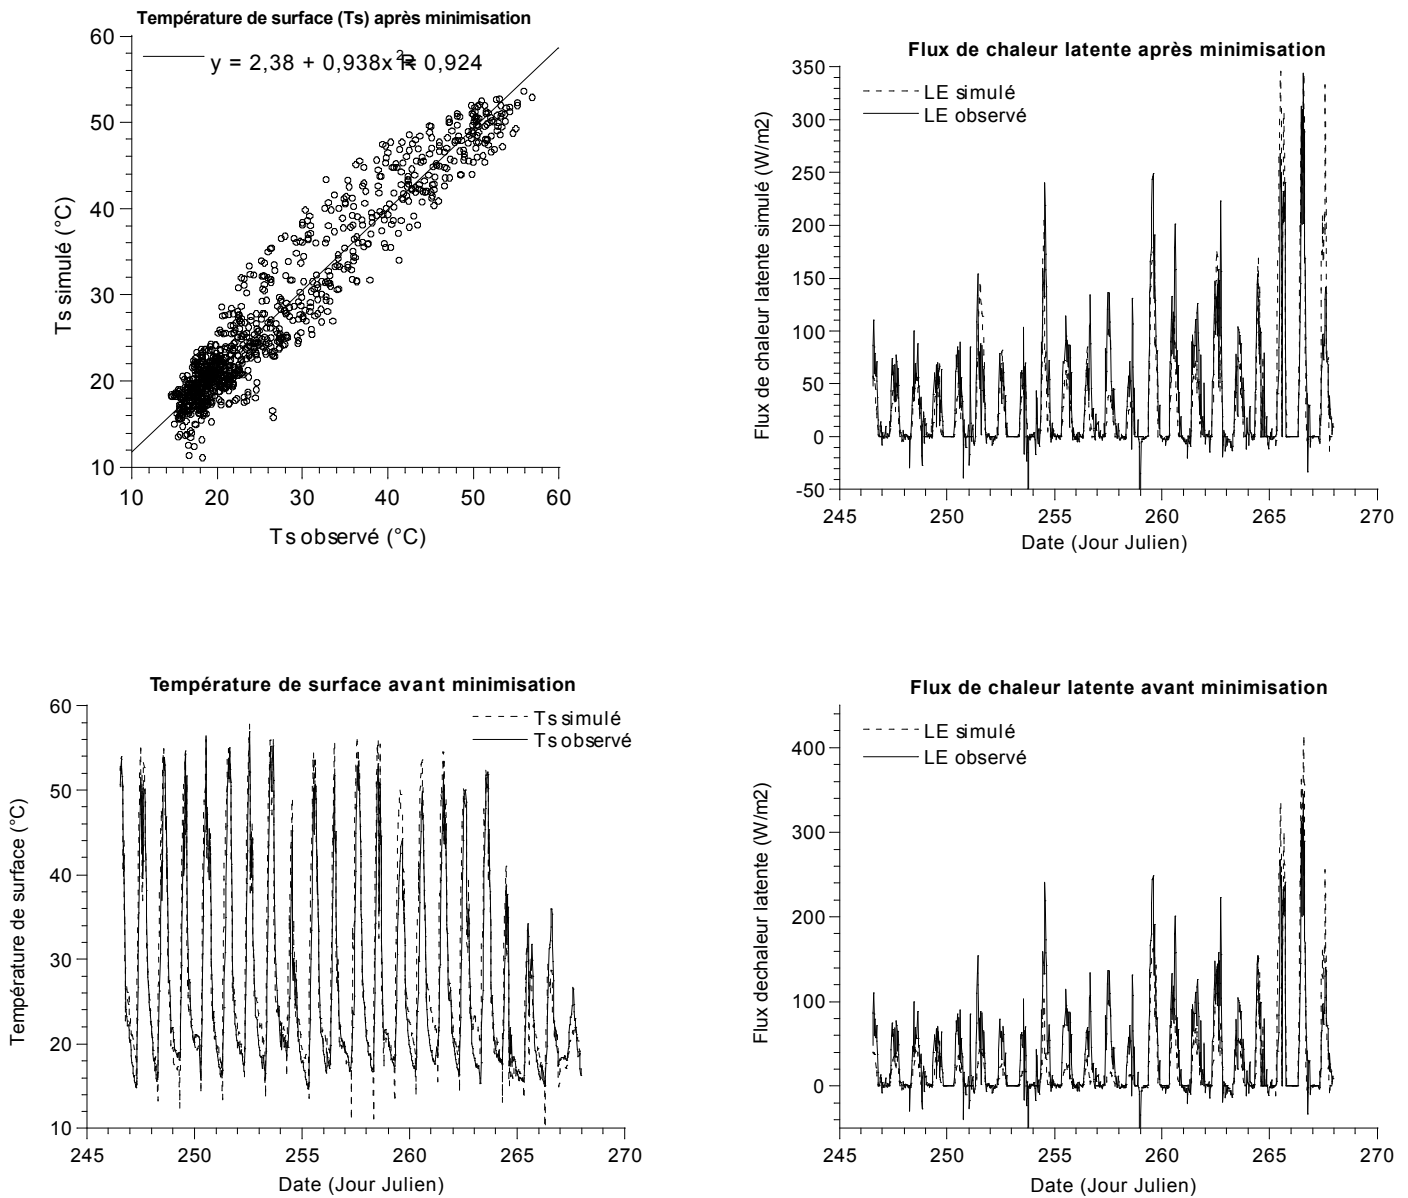 Température de surface (Ts) après minimisation
y = 2,38 + 0,938x R2= 0,924
60
50
40
30
20
10
Ts simulé (°C)
10 20 30 40 50 60
Ts observé (°C)
Flux de chaleur latente après minimisation
LE simulé
LE observé
350
300
250
200
150
100
50
0
-50
Flux de chaleur latente simulé (W/m2)
245 250 255 260 265 270
Date (Jour Julien)
Température de surface avant minimisation
Ts simulé
Ts observé
60
50
40
30
20
10
Température de surface (°C)
245 250 255 260 265 270
Date (Jour Julien)
Flux de chaleur latente avant minimisation
LE simulé
LE observé
400
300
200
100
0
Flux dechaleur latente (W/m2)
245 250 255 260 265 270
Date (Jour Julien)